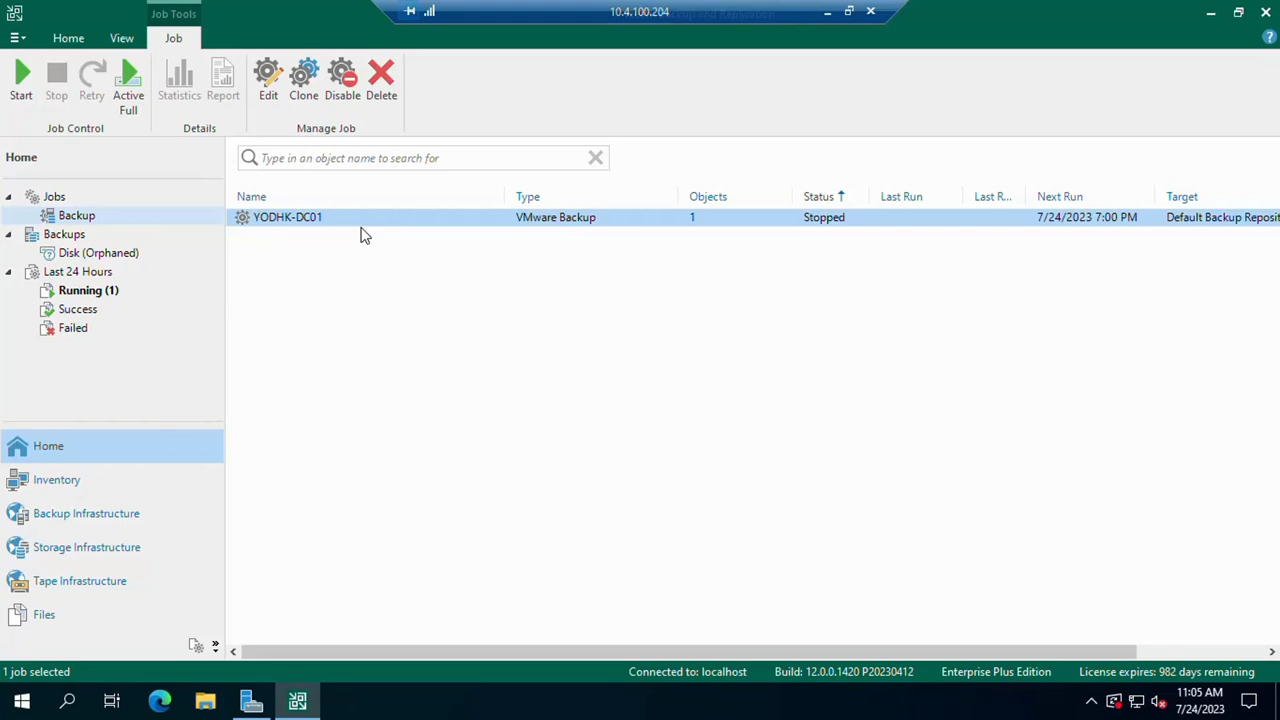 Job Tools
10.4.100.204
Home
View
Job
Start
Stop
Retry
Active Full
Statistics
Report
Edit
Clone
Disable
Delete
Job Control
Details
Manage Job
Home
Type in an object name to search for
Jobs
Backup
Backups
Disk (Orphaned)
Last 24 Hours
Running (1)
Success
Failed
Name Type Objects Status Last Run Last R... Next Run Target
YODHK-DC01 VMware Backup 1 Stopped 7/24/2023 7:00 PM Default Backup Reposit
Home
Inventory
Backup Infrastructure
Storage Infrastructure
Tape Infrastructure
Files
1 job selected
Connected to: localhost
Build: 12.0.0.1420 P20230412
Enterprise Plus Edition
License expires: 982 days remaining
11:05 AM
7/24/2023